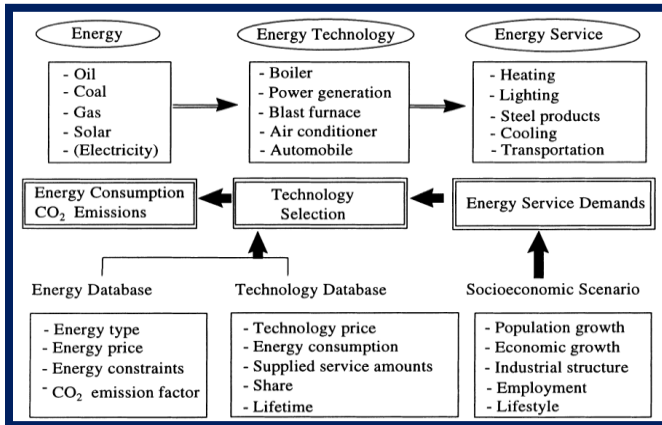 Energy
Energy Technology
Energy Service
- Oil
- Coal
- Gas
- Solar
- (Electricity)
- Boiler
- Power generation
- Blast furnace
- Air conditioner
- Automobile
- Heating
- Lighting
- Steel products
- Cooling
- Transportation
Energy Consumption
CO₂ Emissions
Technology
Selection
Energy Service Demands
Energy Database
Technology Database
Socioeconomic Scenario
- Energy type
- Energy price
- Energy constraints
- CO₂ emission factor
- Technology price
- Energy consumption
- Supplied service amounts
- Share
- Lifetime
- Population growth
- Economic growth
- Industrial structure
- Employment
- Lifestyle